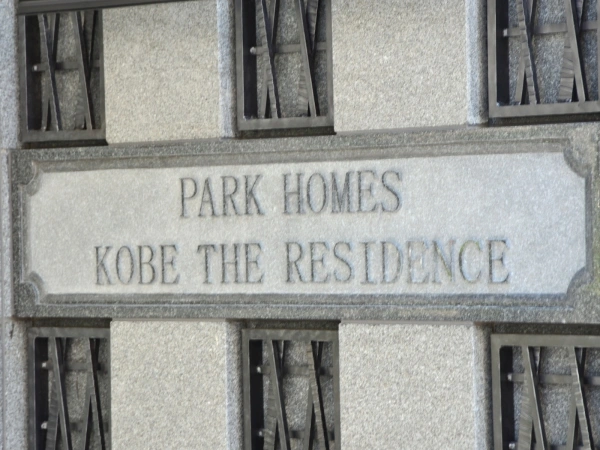 PARK HOMES
KOBE THE RESIDENCE